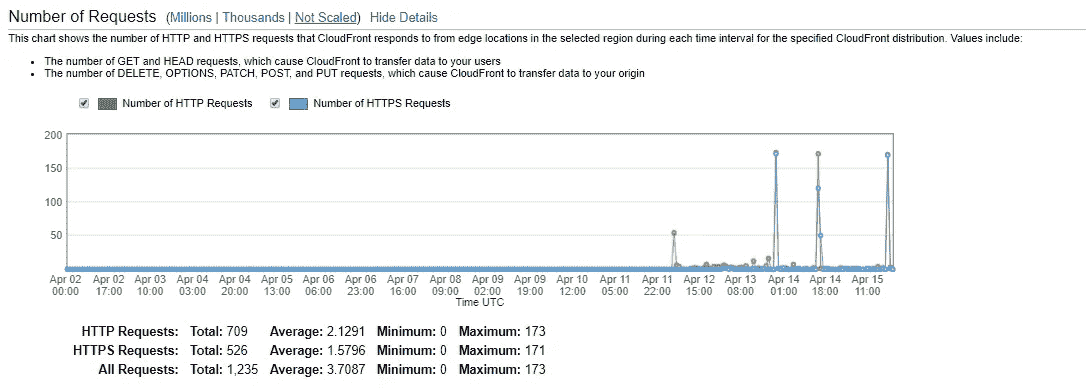 Number of Requests (Millions | Thousands | Not Scaled) Hide Details
This chart shows the number of HTTP and HTTPS requests that CloudFront responds to from edge locations in the selected region during each time interval for the specified CloudFront distribution. Values include:
The number of GET and HEAD requests, which cause CloudFront to transfer data to your users
The number of DELETE, OPTIONS, PATCH, POST, and PUT requests, which cause CloudFront to transfer data to your origin
Number of HTTP Requests Number of HTTPS Requests
200
150
100
50
Apr 02 Apr 02 Apr 03 Apr 04 Apr 04 Apr 05 Apr 06 Apr 06 Apr 07 Apr 08 Apr 09 Apr 09 Apr 10 Apr 11 Apr 11 Apr 12 Apr 13 Apr 14 Apr 14 Apr 15
00:00 17:00 10:00 03:00 20:00 13:00 06:00 23:00 16:00 09:00 02:00 19:00 12:00 05:00 22:00 15:00 08:00 01:00 18:00 11:00
Time UTC
HTTP Requests: Total: 709 Average: 2.1291 Minimum: 0 Maximum: 173
HTTPS Requests: Total: 526 Average: 1.5796 Minimum: 0 Maximum: 171
All Requests: Total: 1,235 Average: 3.7087 Minimum: 0 Maximum: 173